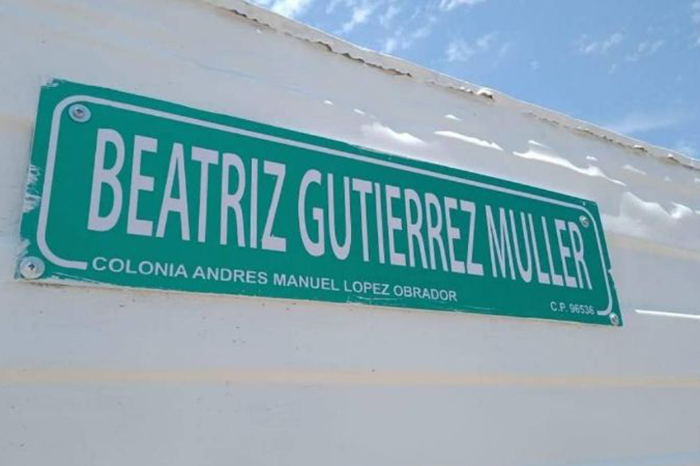 BEATRIZ GUTIERREZ MULLER
COLONIA ANDRES MANUEL LOPEZ OBRADOR
C.P. 96536